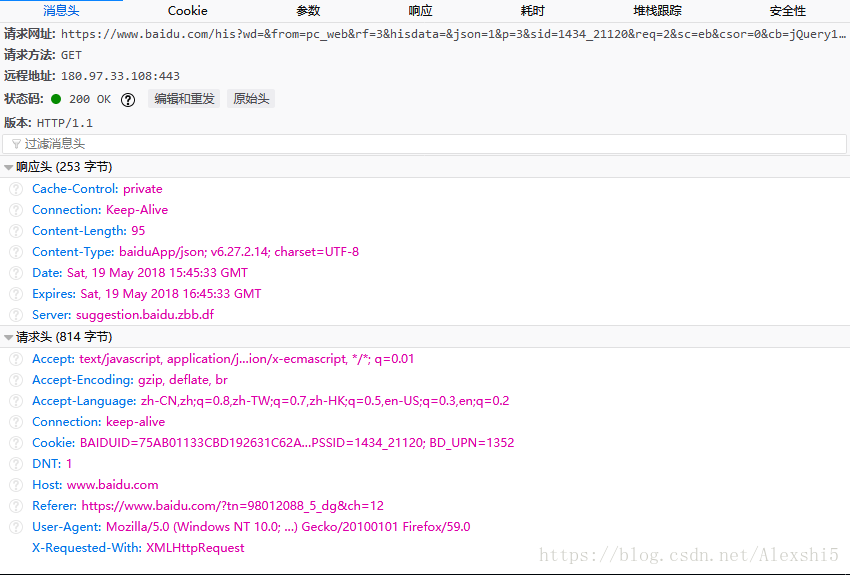 消息头 Cookie 参数 响应 耗时 堆栈跟踪 安全性
请求网址: https://www.baidu.com/his?wd=&from=pc_web&rf=3&hisdata=&json=1&p=3&sid=1434_21120&req=2&sc=eb&csor=0&cb=jQuery1…
请求方法: GET
远程地址: 180.97.33.108:443
状态码: 200 OK ? 编辑和重发 原始头
版本: HTTP/1.1
过滤消息头
响应头 (253 字节)
? Cache-Control: private
? Connection: Keep-Alive
? Content-Length: 95
? Content-Type: baiduApp/json; v6.27.2.14; charset=UTF-8
? Date: Sat, 19 May 2018 15:45:33 GMT
? Expires: Sat, 19 May 2018 16:45:33 GMT
? Server: suggestion.baidu.zbb.df
请求头 (814 字节)
? Accept: text/javascript, application/j…ion/x-ecmascript, */*; q=0.01
? Accept-Encoding: gzip, deflate, br
? Accept-Language: zh-CN,zh;q=0.8,zh-TW;q=0.7,zh-HK;q=0.5,en-US;q=0.3,en;q=0.2
? Connection: keep-alive
? Cookie: BAIDUID=75AB01133CBD192631C62A…PSSID=1434_21120; BD_UPN=1352
? DNT: 1
? Host: www.baidu.com
? Referer: https://www.baidu.com/?tn=98012088_5_dg&ch=12
? User-Agent: Mozilla/5.0 (Windows NT 10.0; …) Gecko/20100101 Firefox/59.0
X-Requested-With: XMLHttpRequest
https://blog.csdn.net/Alexshi5